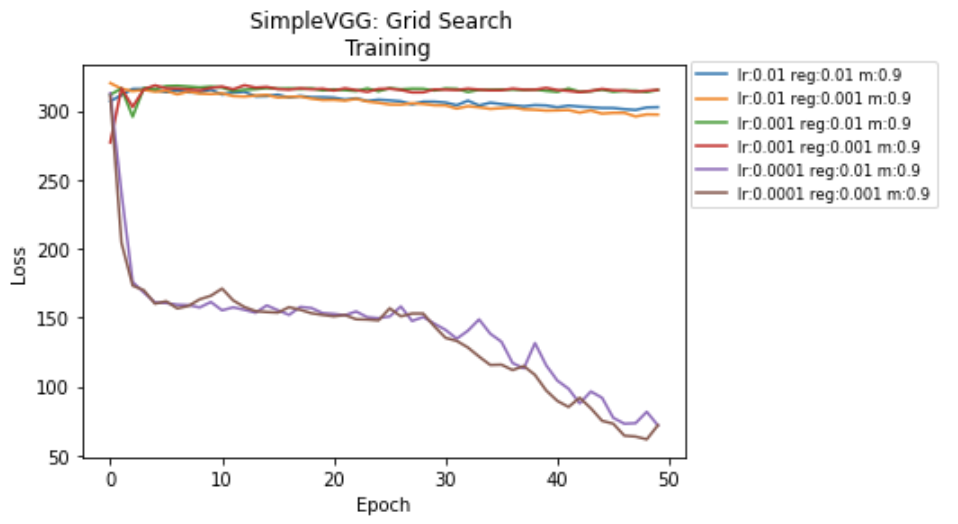 SimpleVGG: Grid Search
Training
lr:0.01 reg:0.01 m:0.9
lr:0.01 reg:0.001 m:0.9
lr:0.001 reg:0.01 m:0.9
lr:0.001 reg:0.001 m:0.9
lr:0.0001 reg:0.01 m:0.9
lr:0.0001 reg:0.001 m:0.9
Loss
300
250
200
150
100
50
0 10 20 30 40 50
Epoch